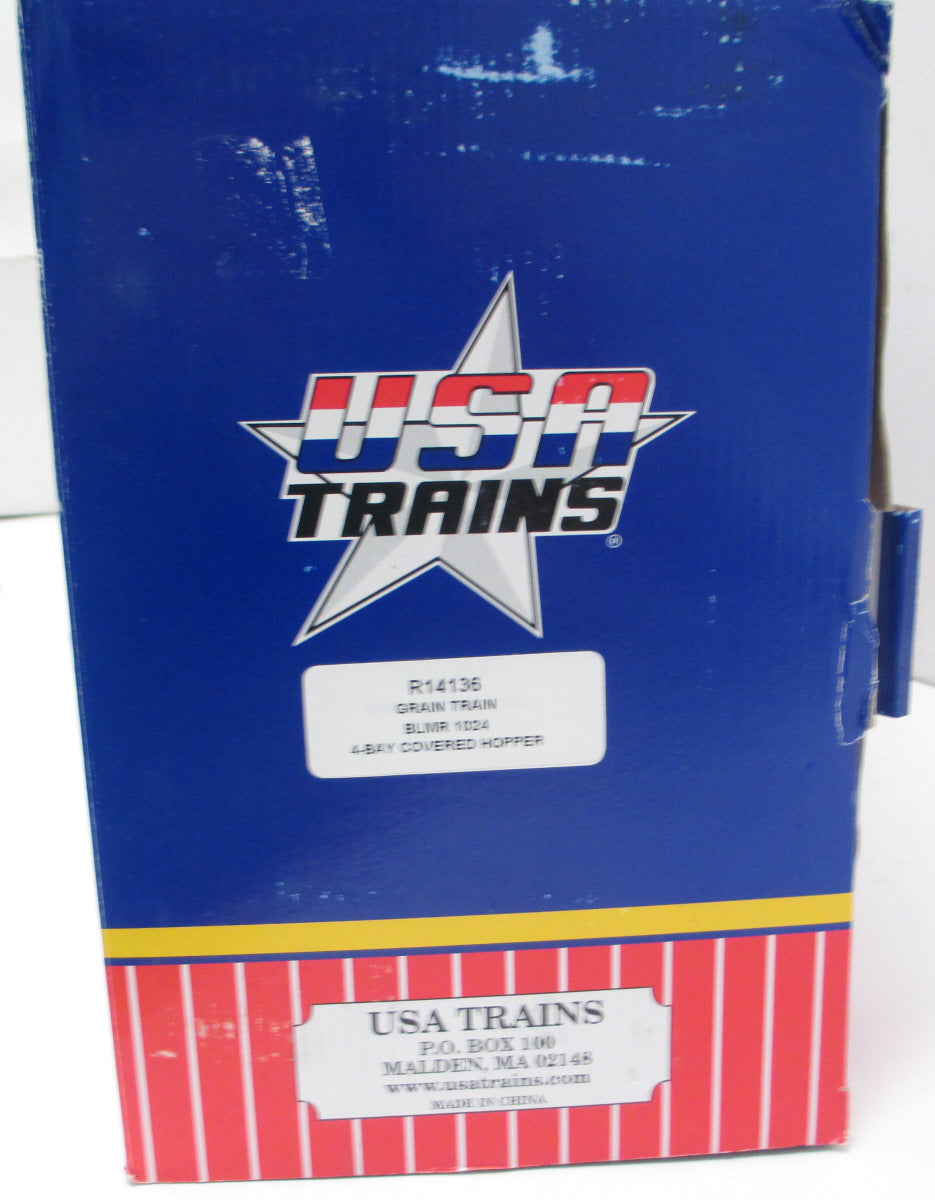 USA
TRAINS
®
R14136
GRAIN TRAIN
BLMR 1024
4-BAY COVERED HOPPER
USA TRAINS
P.O. BOX 100
MALDEN, MA 02148
www.usatrains.com
MADE IN CHINA